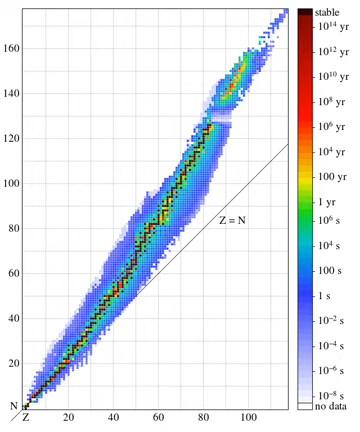 stable
10¹⁴ yr
10¹² yr
10¹⁰ yr
10⁸ yr
10⁶ yr
10⁴ yr
100 yr
1 yr
10⁶ s
10⁴ s
100 s
1 s
10⁻² s
10⁻⁴ s
10⁻⁶ s
10⁻⁸ s
no data
160
140
120
100
80
60
40
20
N
Z = N
Z
20
40
60
80
100